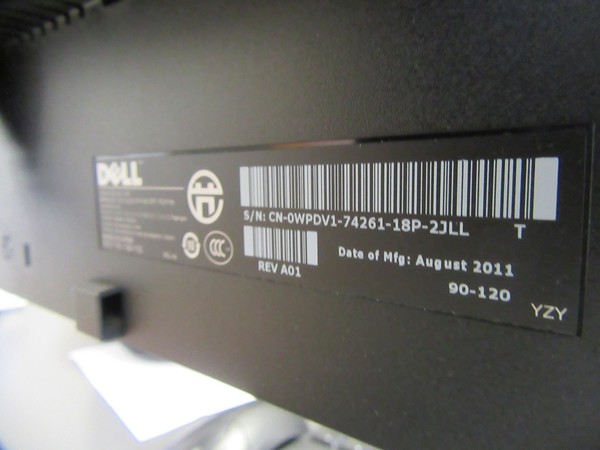 DELL
S/N: CN-0WPDV1-74261-18P-2JLL T
REV A01
Date of Mfg: August 2011
90-120
YZY